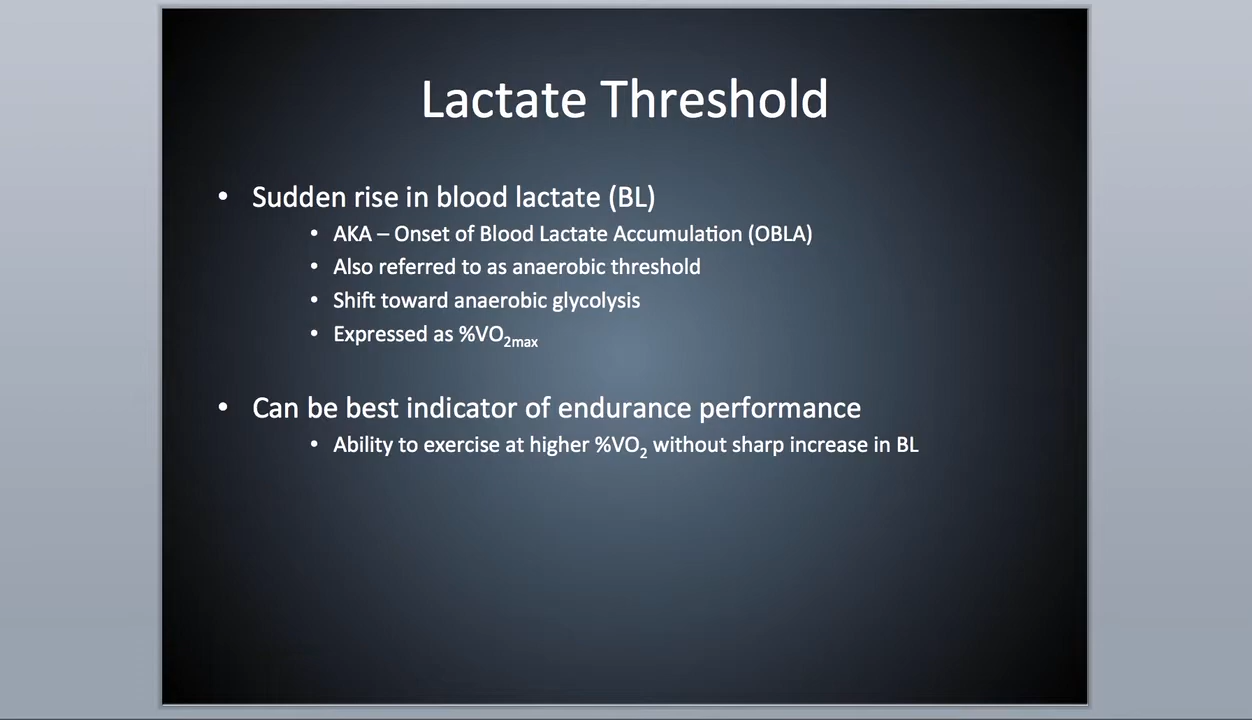 Lactate Threshold
• Sudden rise in blood lactate (BL)
• AKA – Onset of Blood Lactate Accumulation (OBLA)
• Also referred to as anaerobic threshold
• Shift toward anaerobic glycolysis
• Expressed as %VO2max
• Can be best indicator of endurance performance
• Ability to exercise at higher %VO2 without sharp increase in BL